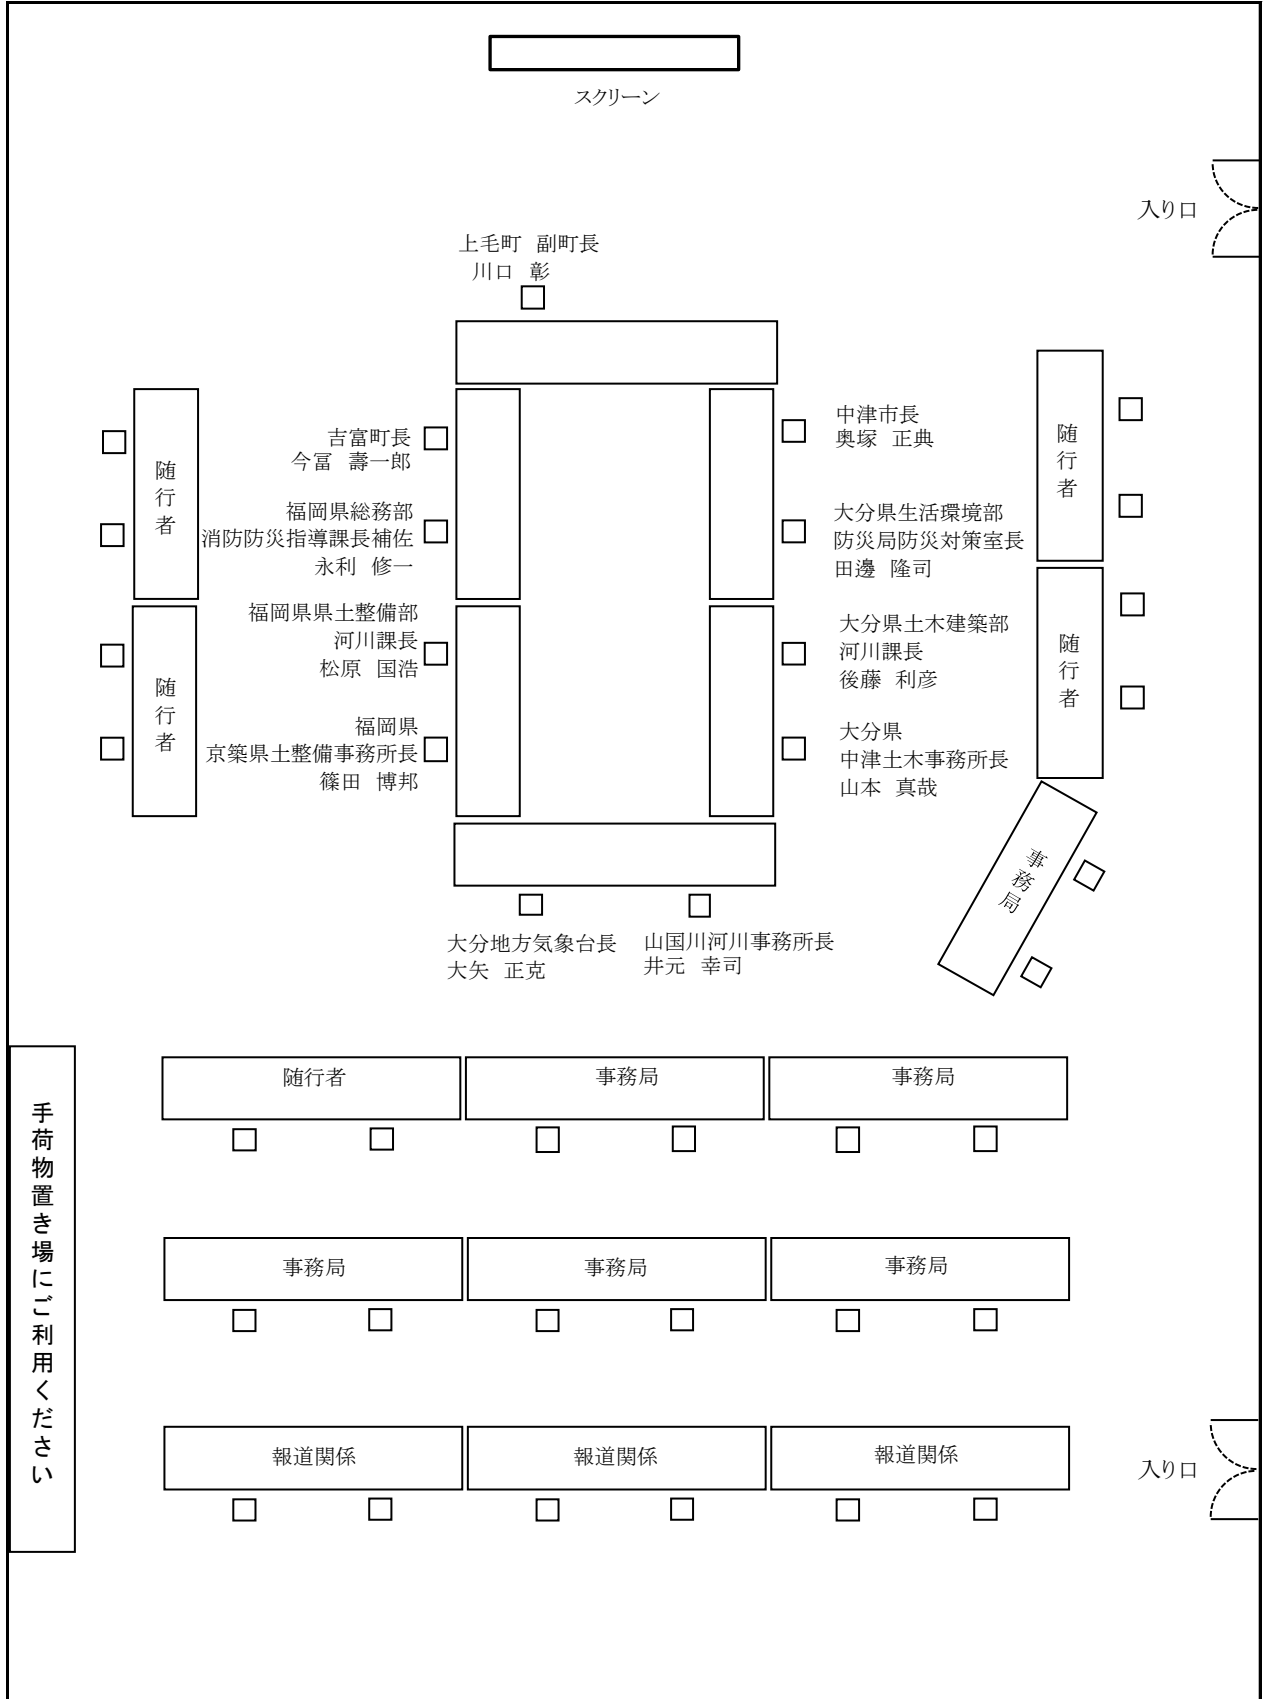 スクリーン
入り口
上毛町 副町長
川口 彰
吉富町長
今冨 壽一郎
福岡県総務部
消防防災指導課長補佐
永利 修一
福岡県県土整備部
河川課長
松原 国浩
福岡県
京築県土整備事務所長
篠田 博邦
中津市長
奥塚 正典
大分県生活環境部
防災局防災対策室長
田邊 隆司
大分県土木建築部
河川課長
後藤 利彦
大分県
中津土木事務所長
山本 真哉
随行者
随行者
随行者
随行者
事務局
大分地方気象台長
大矢 正克
山国川河川事務所長
井元 幸司
随行者
事務局
事務局
手荷物置き場にご利用ください
事務局
事務局
事務局
報道関係
報道関係
報道関係
入り口